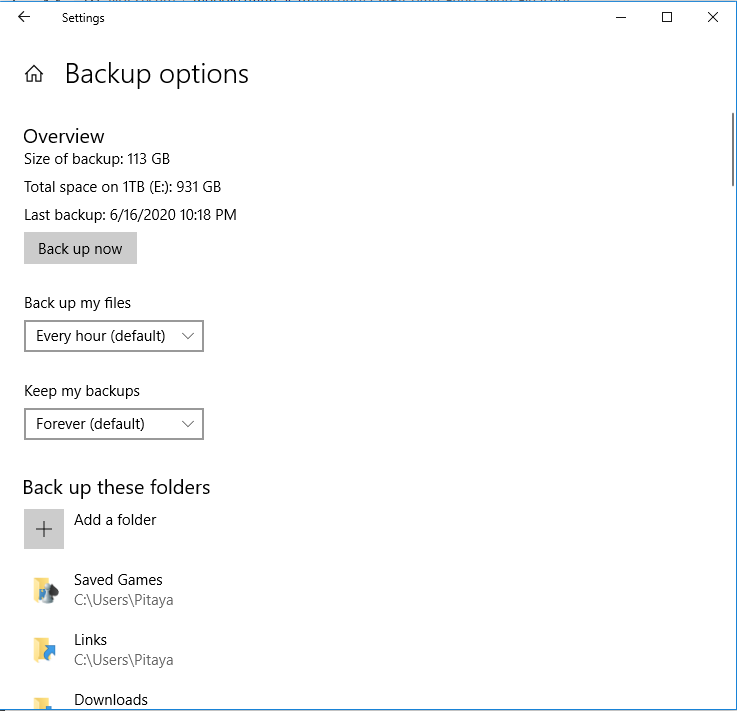 Settings
Backup options
Overview
Size of backup: 113 GB
Total space on 1TB (E:): 931 GB
Last backup: 6/16/2020 10:18 PM
Back up now
Back up my files
Every hour (default)
Keep my backups
Forever (default)
Back up these folders
Add a folder
Saved Games
C:\Users\Pitaya
Links
C:\Users\Pitaya
Downloads